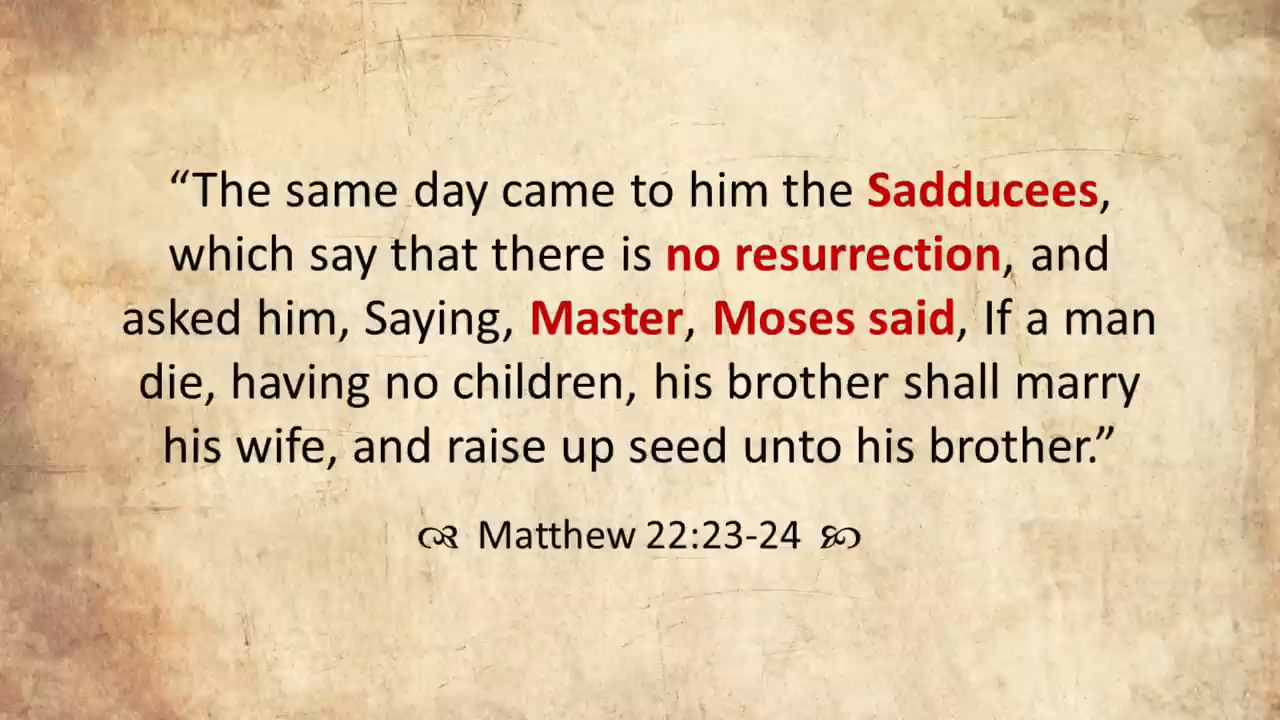 “The same day came to him the Sadducees,
which say that there is no resurrection, and
asked him, Saying, Master, Moses said, If a man
die, having no children, his brother shall marry
his wife, and raise up seed unto his brother.”
Matthew 22:23-24